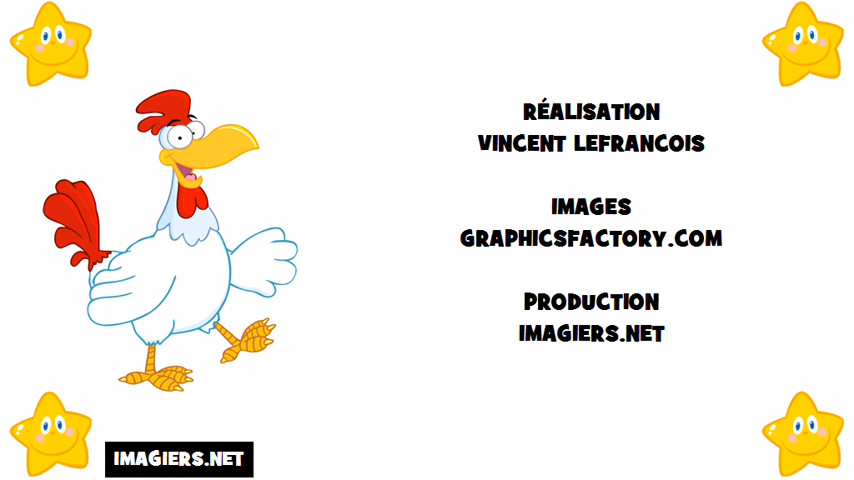 RÉALISATION
VINCENT LEFRANCOIS
IMAGES
GRAPHICSFACTORY.COM
PRODUCTION
IMAGIERS.NET
IMAGIERS.NET